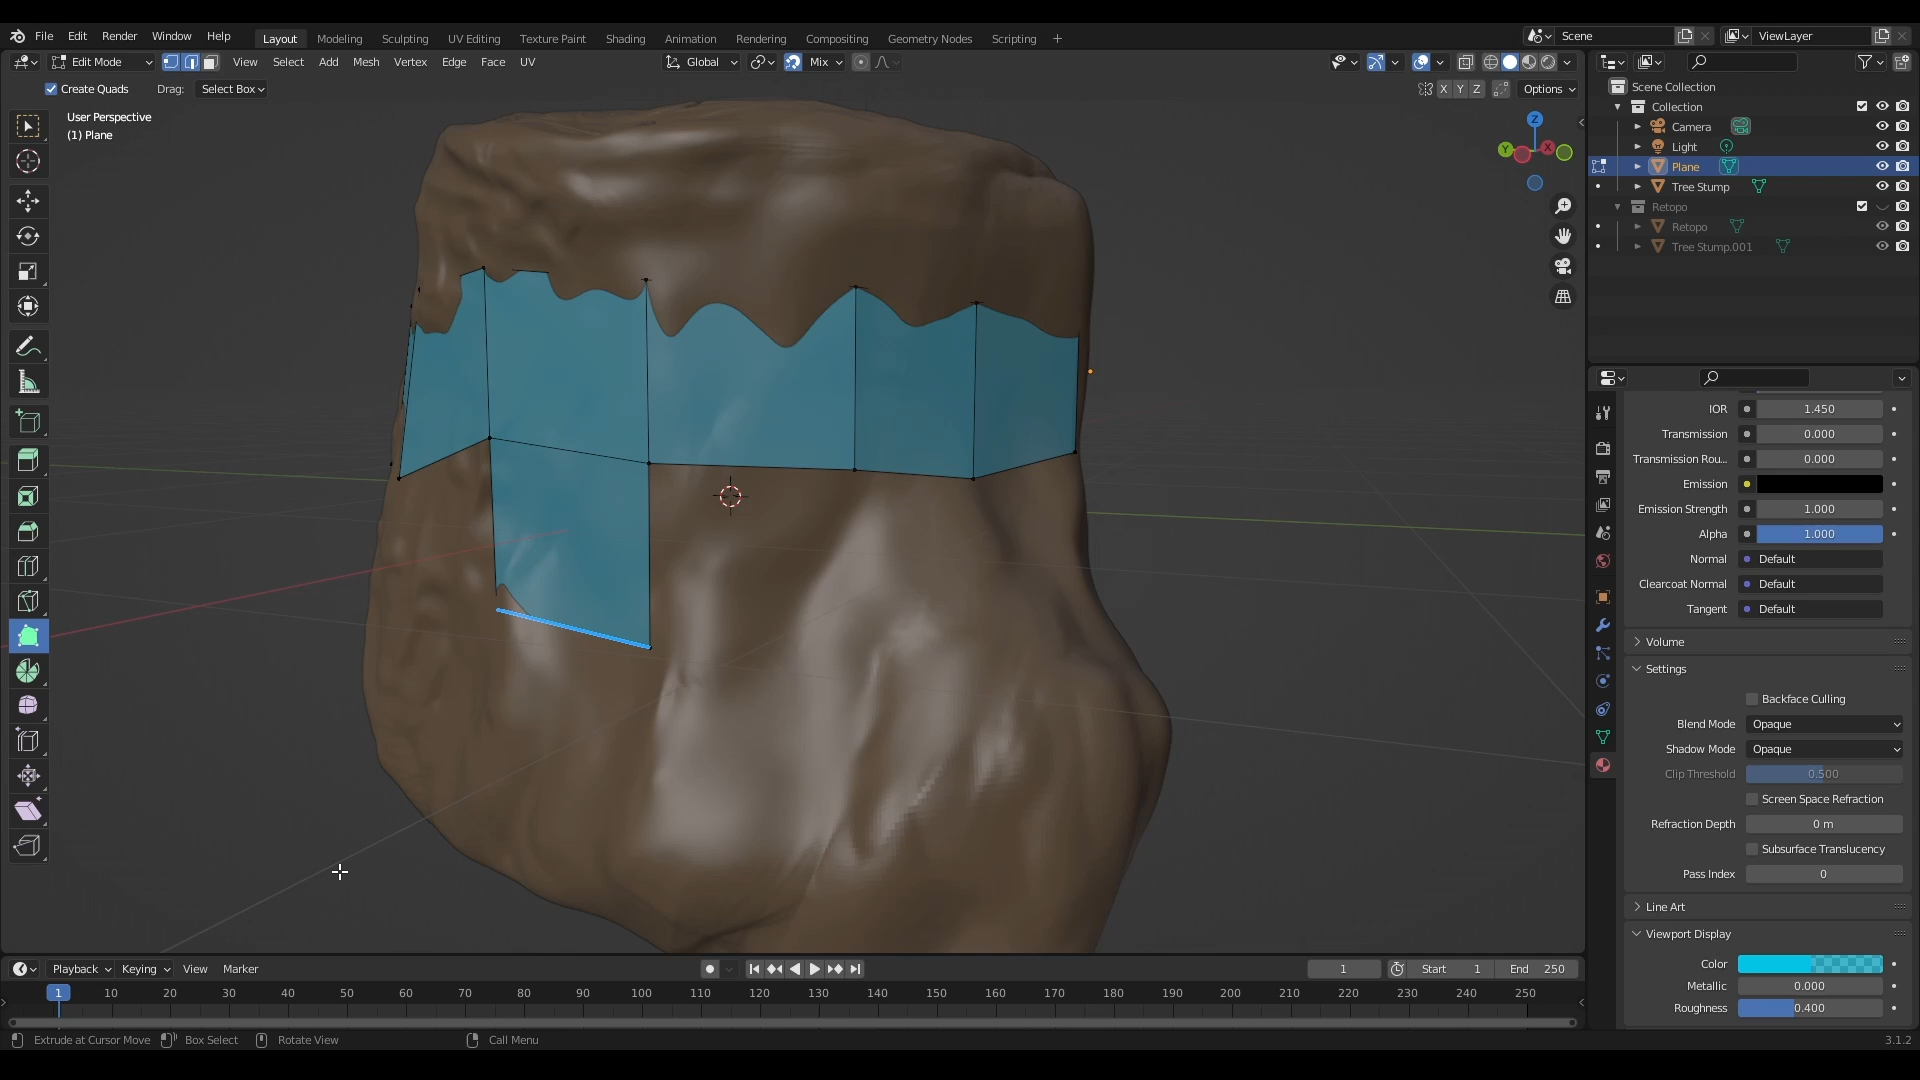 File Edit Render Window Help Layout Modeling Sculpting UV Editing Texture Paint Shading Animation Rendering Compositing Geometry Nodes Scripting + Scene ViewLayer
Edit Mode View Select Add Mesh Vertex Edge Face UV Global Mix
Create Quads Drag: Select Box X Y Z Options
User Perspective
(1) Plane
Z
Y X
Scene Collection
Collection
Camera
Light
Plane
Tree Stump
Retopo
Retopo
Tree Stump.001
IOR 1.450
Transmission 0.000
Transmission Rou... 0.000
Emission
Emission Strength 1.000
Alpha 1.000
Normal Default
Clearcoat Normal Default
Tangent Default
Volume
Settings
Backface Culling
Blend Mode Opaque
Shadow Mode Opaque
Clip Threshold 0.500
Screen Space Refraction
Refraction Depth 0 m
Subsurface Translucency
Pass Index 0
Line Art
Viewport Display
Color
Metallic 0.000
Roughness 0.400
Playback Keying View Marker 1 Start 1 End 250
1 10 20 30 40 50 60 70 80 90 100 110 120 130 140 150 160 170 180 190 200 210 220 230 240 250
Extrude at Cursor Move Box Select Rotate View Call Menu 3.1.2